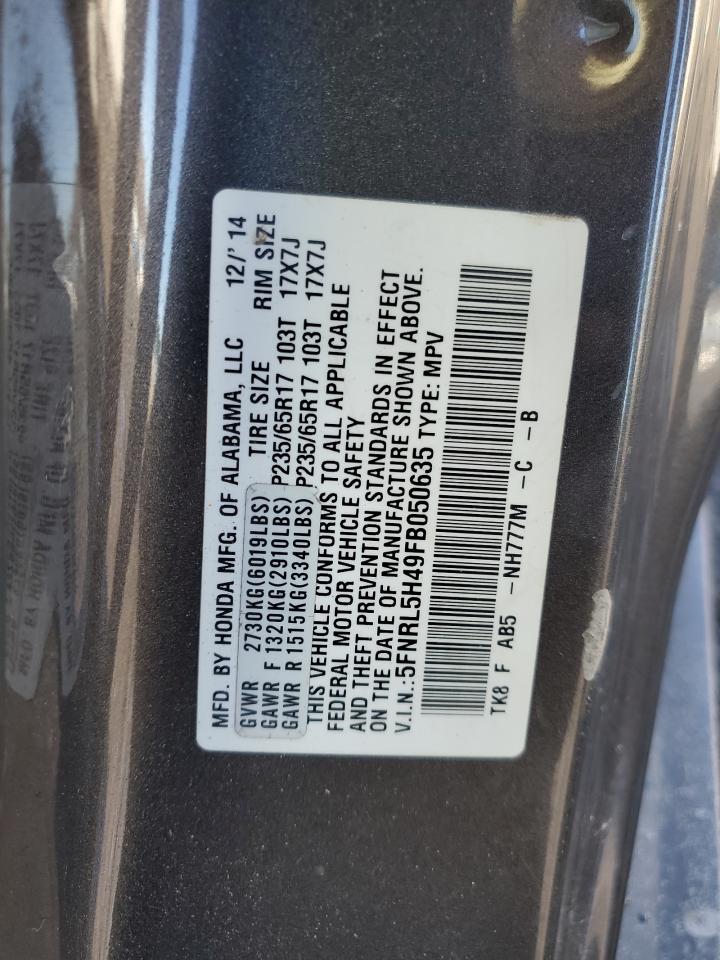 MFD. BY HONDA MFG. OF ALABAMA, LLC 12/' 14
GVWR 2730KG(6019LBS) TIRE SIZE RIM SIZE
GAWR F 1320KG(2910LBS) P235/65R17 103T 17X7J
GAWR R 1515KG(3340LBS) P235/65R17 103T 17X7J
THIS VEHICLE CONFORMS TO ALL APPLICABLE
FEDERAL MOTOR VEHICLE SAFETY
AND THEFT PREVENTION STANDARDS IN EFFECT
ON THE DATE OF MANUFACTURE SHOWN ABOVE.
V.I.N.:5FNRL5H49FB050635 TYPE: MPV
TK8 F AB5 -NH777M -C -B